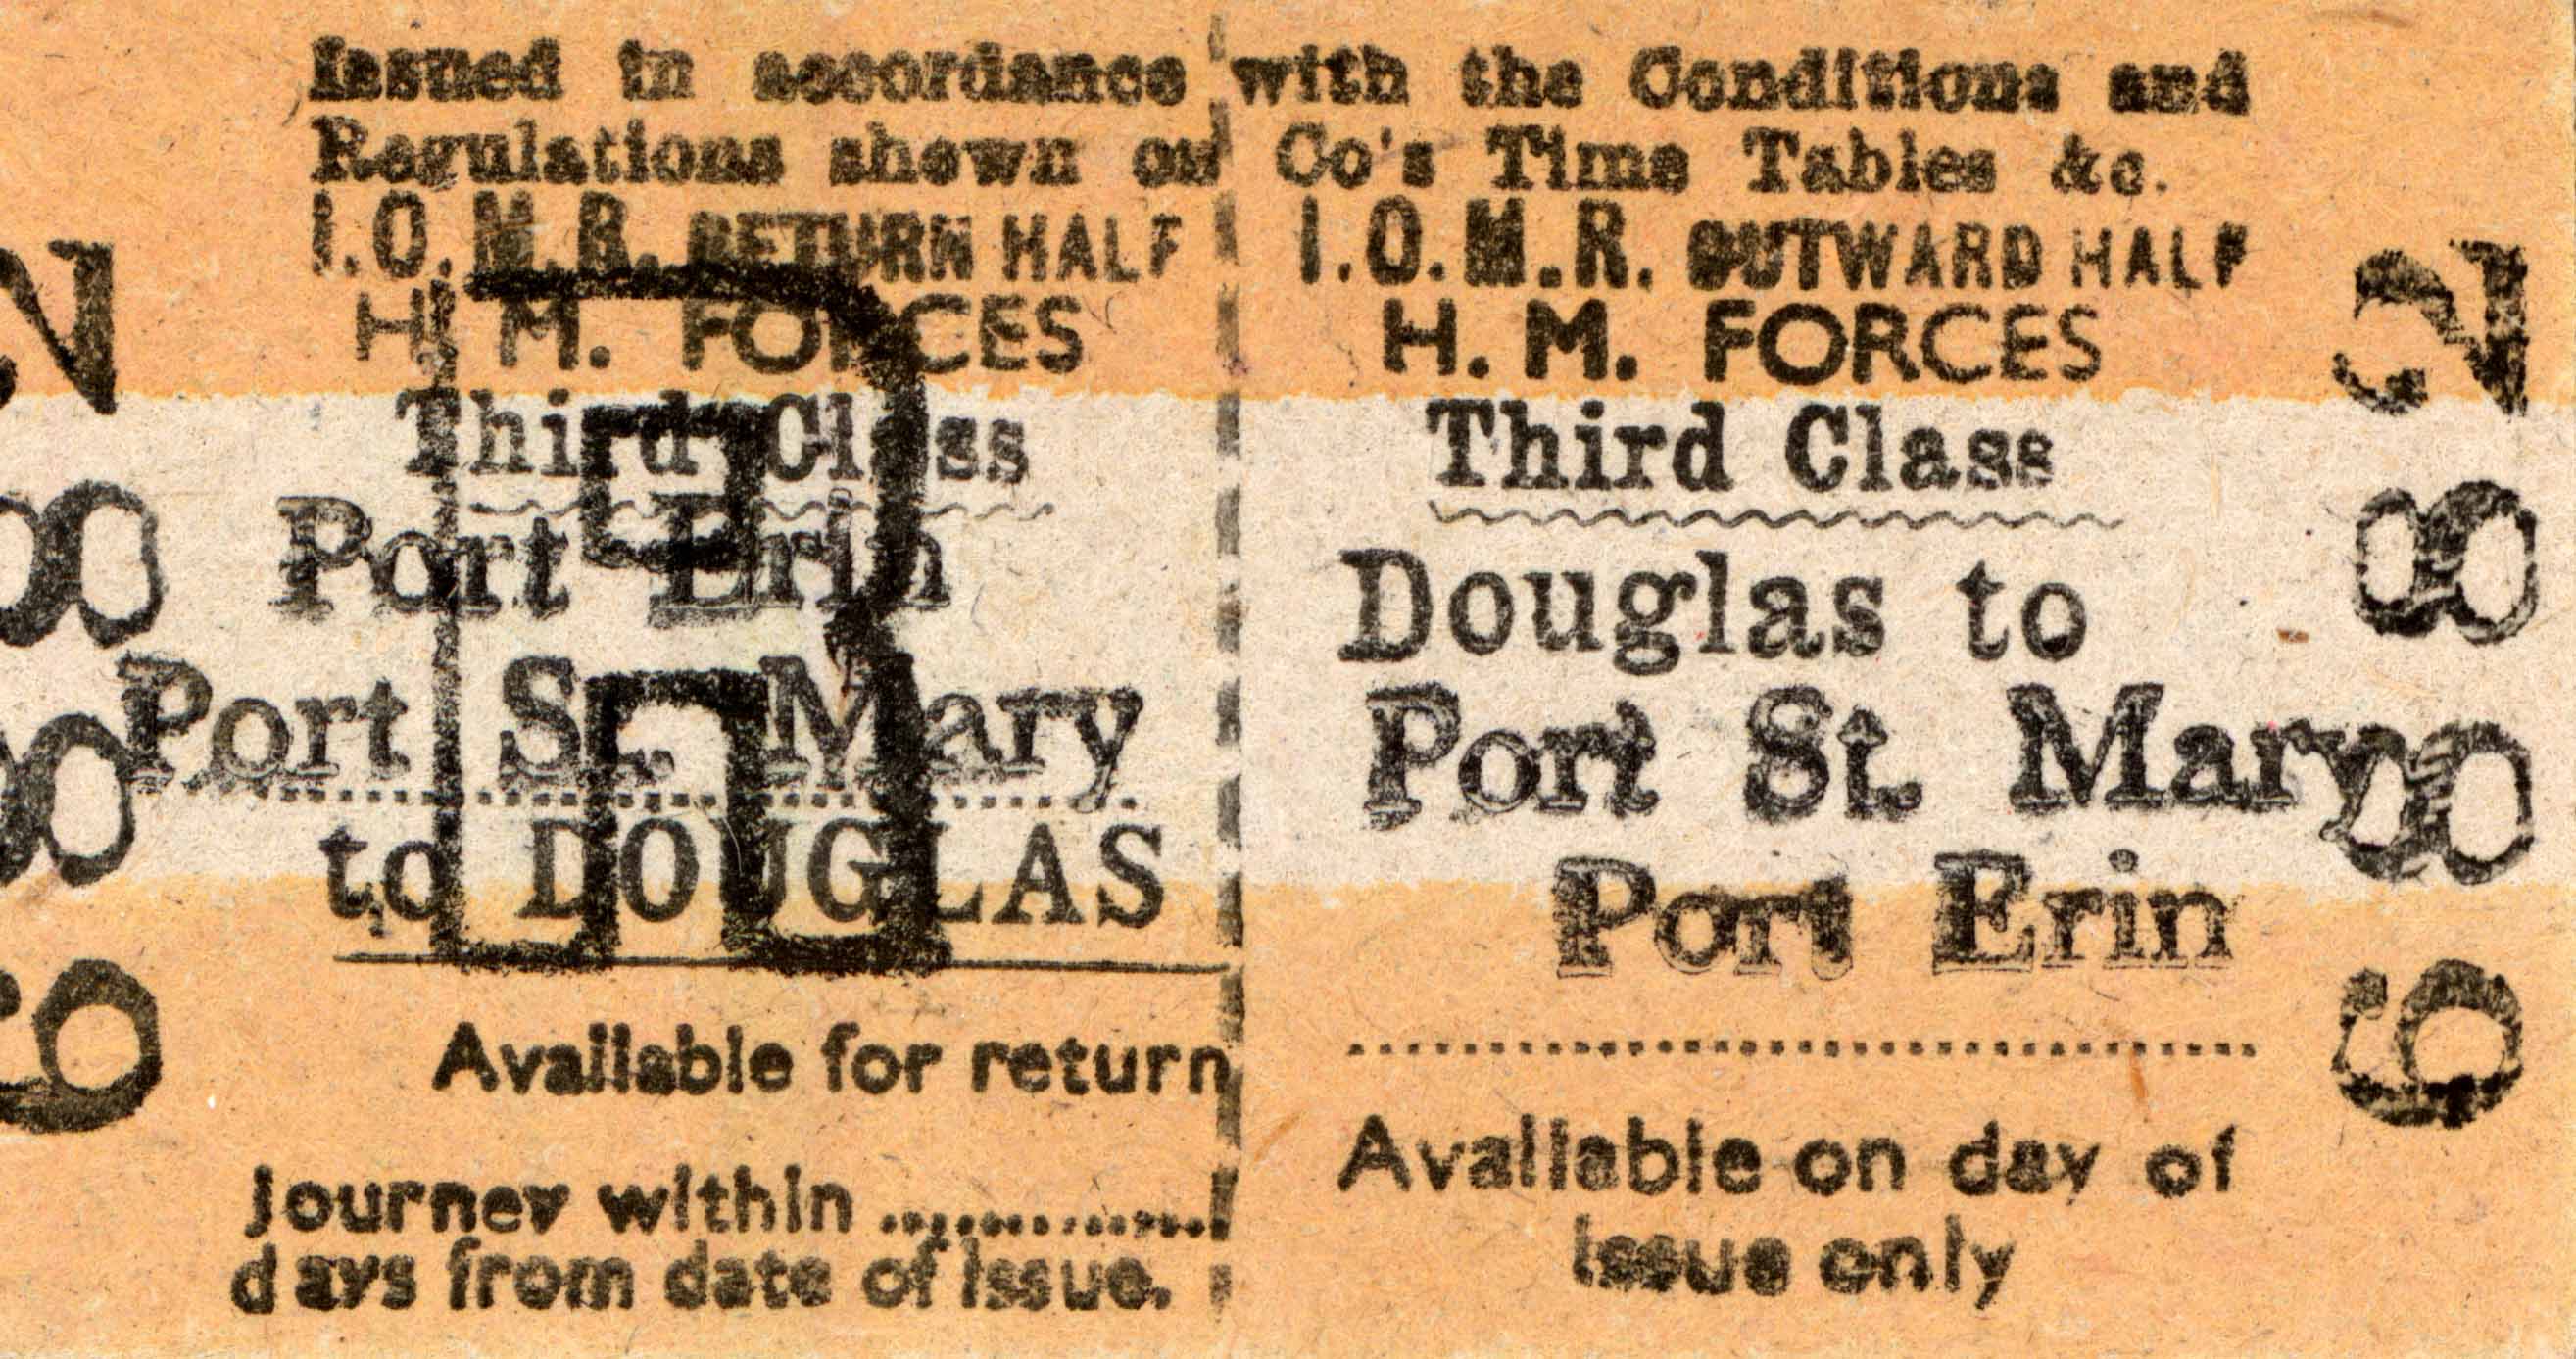 Issued in accordance with the Conditions and
Regulations shown on Co's Time Tables &c.
I.O.M.R. RETURN HALF
H. M. FORCES
Third Class
Port Erin
Port St. Mary
to DOUGLAS
Available for return
Journey within ...............
days from date of issue.
R
6882
I.O.M.R. OUTWARD HALF
H. M. FORCES
Third Class
Douglas to
Port St. Mary
Port Erin
Available on day of
issue only
6882